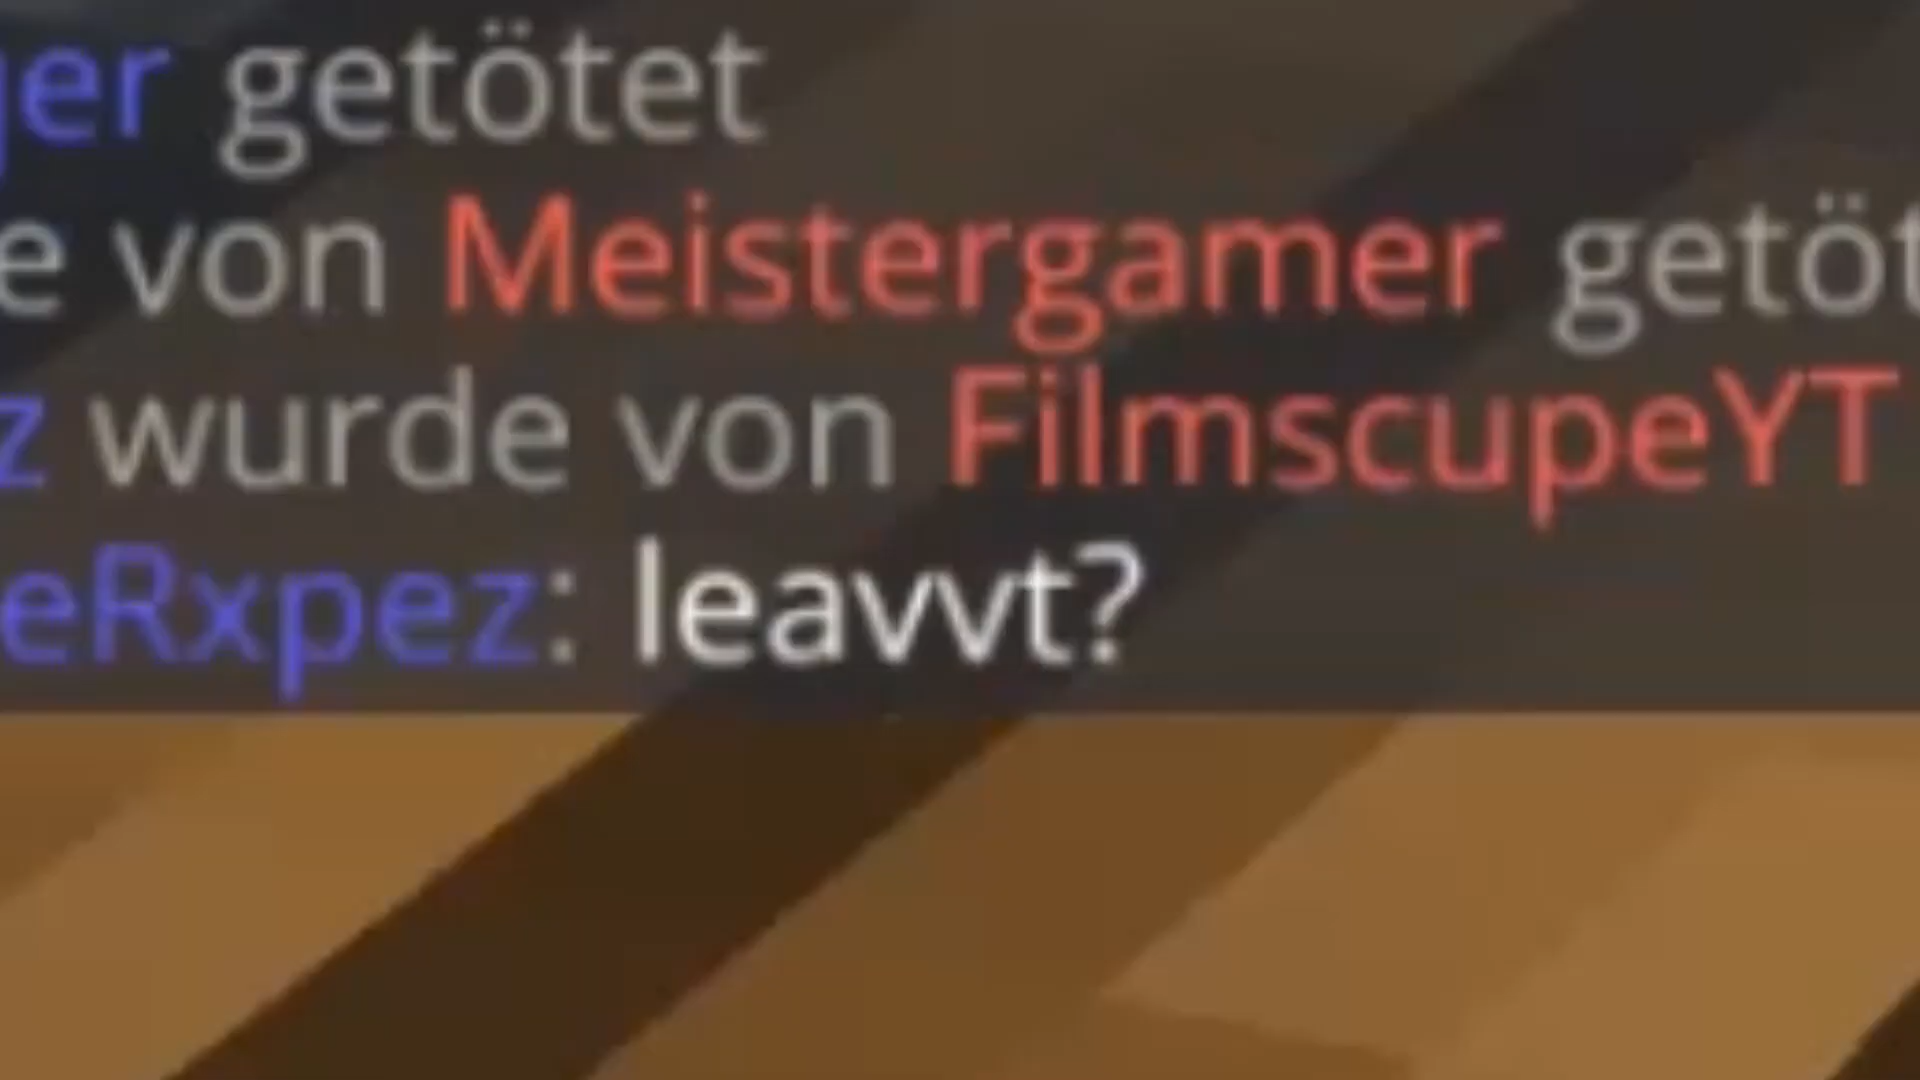 ger getötet
e von Meistergamer getöt
z wurde von FilmscupeYT
eRxpez: leavvt?